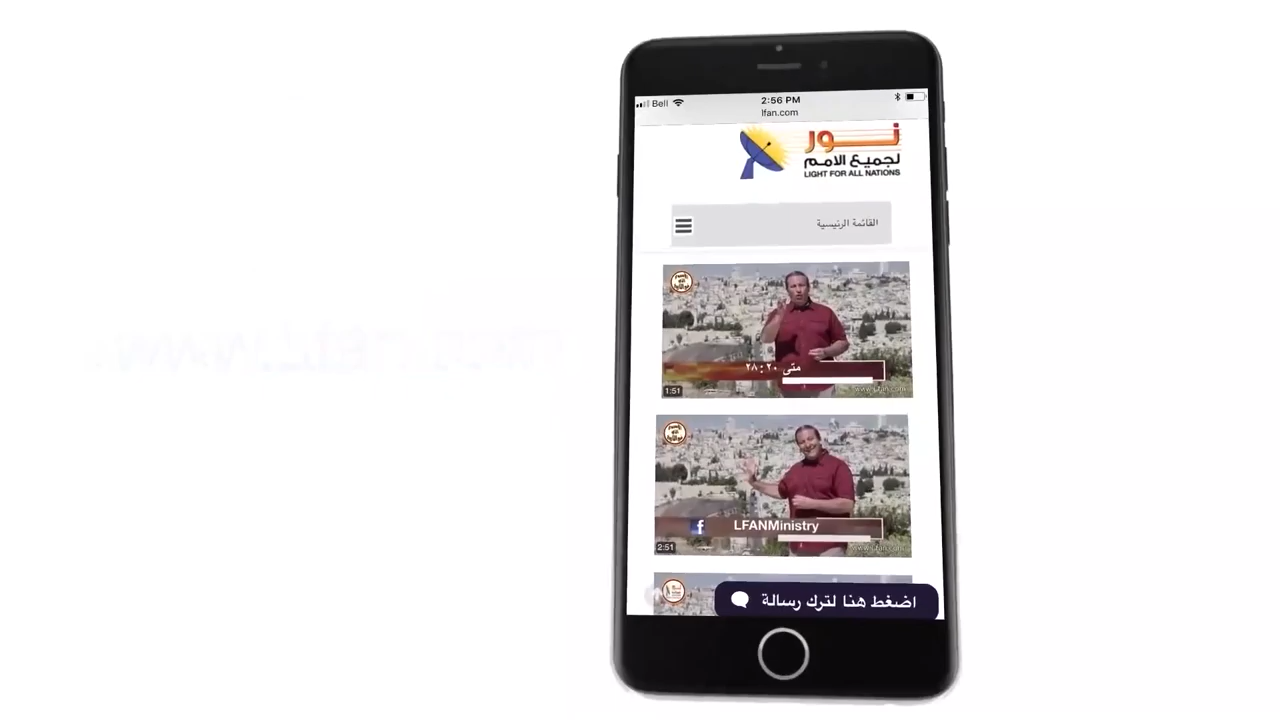 Bell
2:56 PM
lfan.com
نور
لجميع الامم
LIGHT FOR ALL NATIONS
القائمة الرئيسية
متى ٢٠:٢٨
1:51
LFANMinistry
2:51
اضغط هنا لترك رسالة